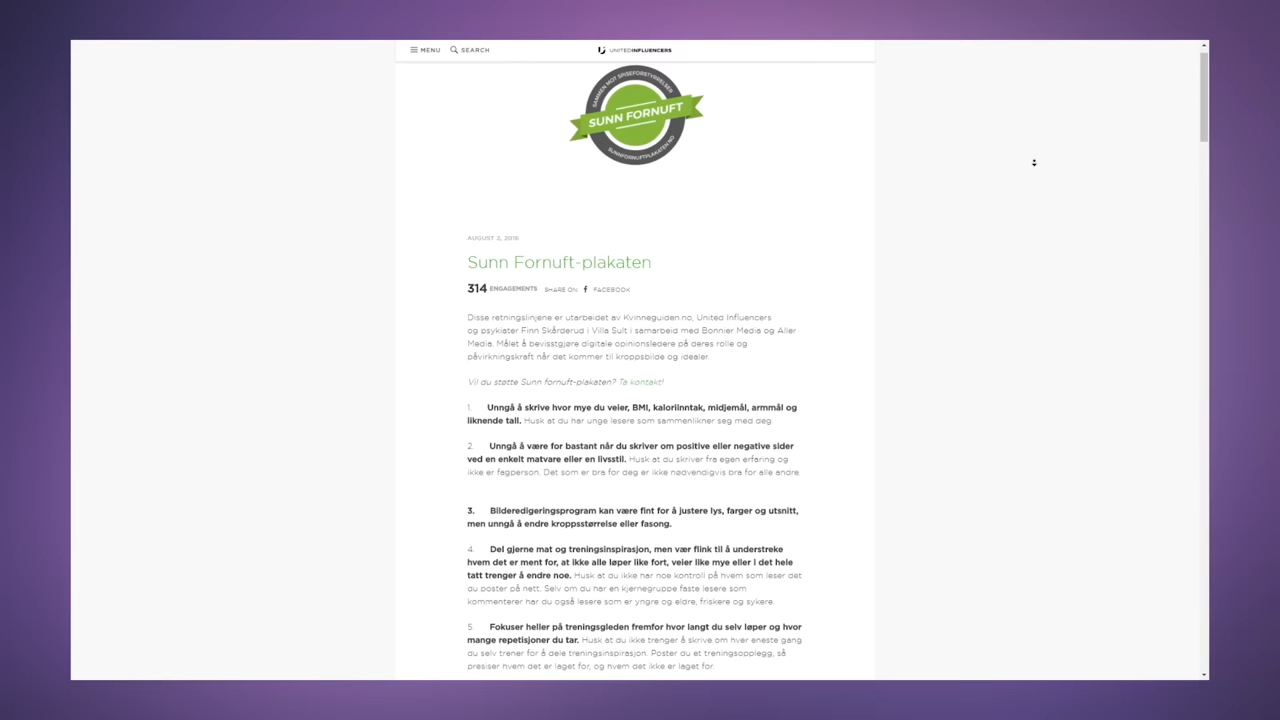 MENU SEARCH UNITEDINFLUENCERS
SAMMEN MOT SPISEFORSTYRRELSER
SUNN FORNUFT
SUNNFORNUFTPLAKATEN.NO
AUGUST 2, 2016
Sunn Fornuft-plakaten
314 ENGAGEMENTS SHARE ON FACEBOOK
Disse retningslinjene er utarbeidet av Kvinneguiden.no, United Influencers
og psykiater Finn Skårderud i Villa Sult i samarbeid med Bonnier Media og Aller
Media. Målet å bevisstgjøre digitale opinionsledere på deres rolle og
påvirkningskraft når det kommer til kroppsbilde og idealer.
Vil du støtte Sunn fornuft-plakaten? Ta kontakt!
1. Unngå å skrive hvor mye du veier, BMI, kaloriinntak, midjemål, armmål og
liknende tall. Husk at du har unge lesere som sammenlikner seg med deg.
2. Unngå å være for bastant når du skriver om positive eller negative sider
ved en enkelt matvare eller en livsstil. Husk at du skriver fra egen erfaring og
ikke er fagperson. Det som er bra for deg er ikke nødvendigvis bra for alle andre.
3. Bilderedigeringsprogram kan være fint for å justere lys, farger og utsnitt,
men unngå å endre kroppsstørrelse eller fasong.
4. Del gjerne mat og treningsinspirasjon, men vær flink til å understreke
hvem det er ment for, at ikke alle løper like fort, veier like mye eller i det hele
tatt trenger å endre noe. Husk at du ikke har noe kontroll på hvem som leser det
du poster på nett. Selv om du har en kjernegruppe faste lesere som
kommenterer har du også lesere som er yngre og eldre, friskere og sykere.
5. Fokuser heller på treningsgleden fremfor hvor langt du selv løper og hvor
mange repetisjoner du tar. Husk at du ikke trenger å skrive om hver eneste gang
du selv trener for å dele treningsinspirasjon. Poster du et treningsopplegg, så
presiser hvem det er laget for, og hvem det ikke er laget for.